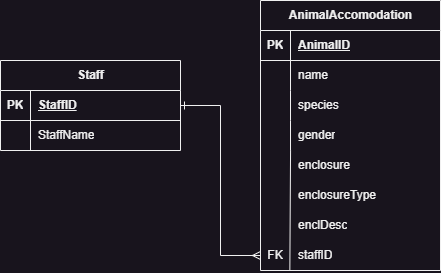 AnimalAccomodation
PK AnimalID
name
species
gender
enclosure
enclosureType
enclDesc
FK staffID
Staff
PK StaffID
StaffName